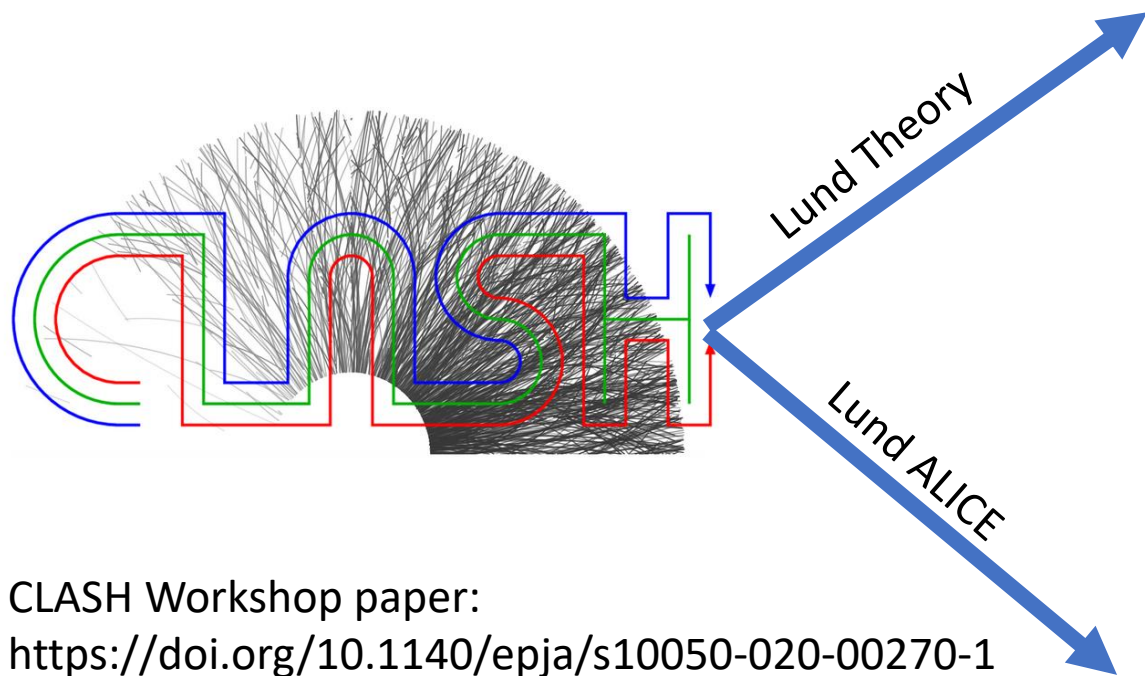 CLASH
Lund Theory
Lund ALICE
CLASH Workshop paper:
https://doi.org/10.1140/epja/s10050-020-00270-1